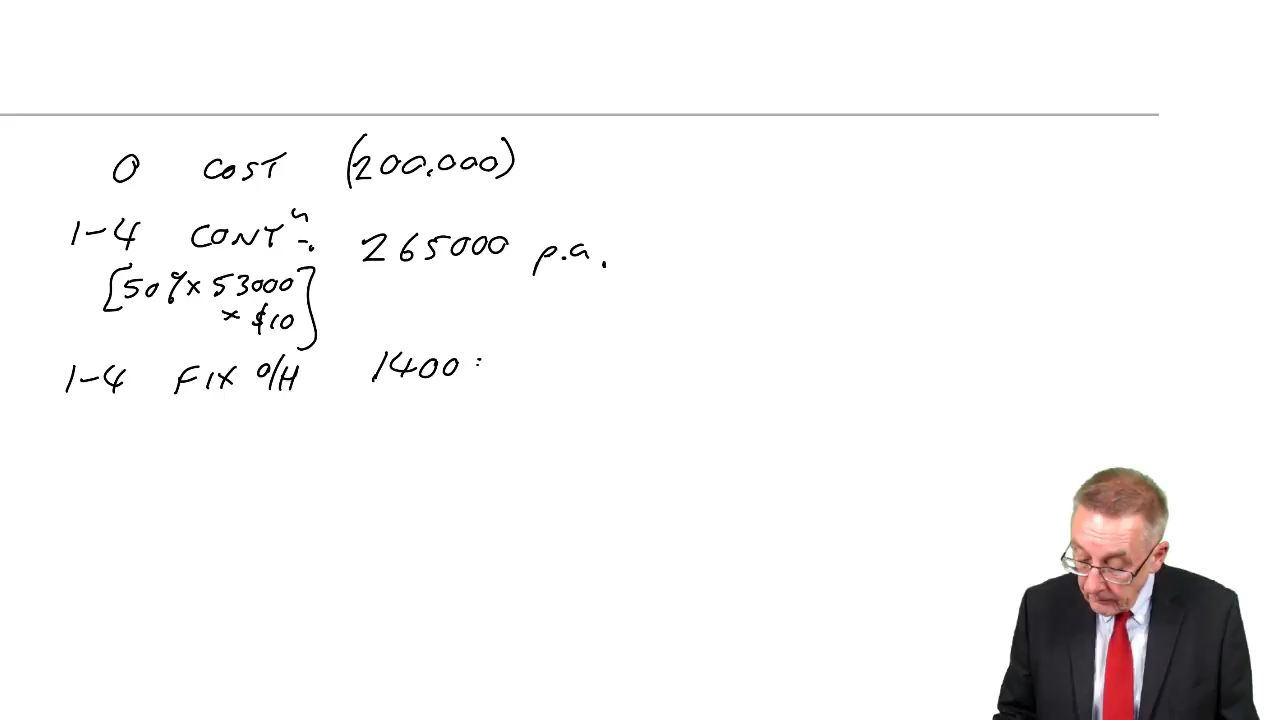 0 COST (200,000)
1-4 CONTn. 265000 p.a.
[50% x 53000
x $10]
1-4 FIX O/H 1400